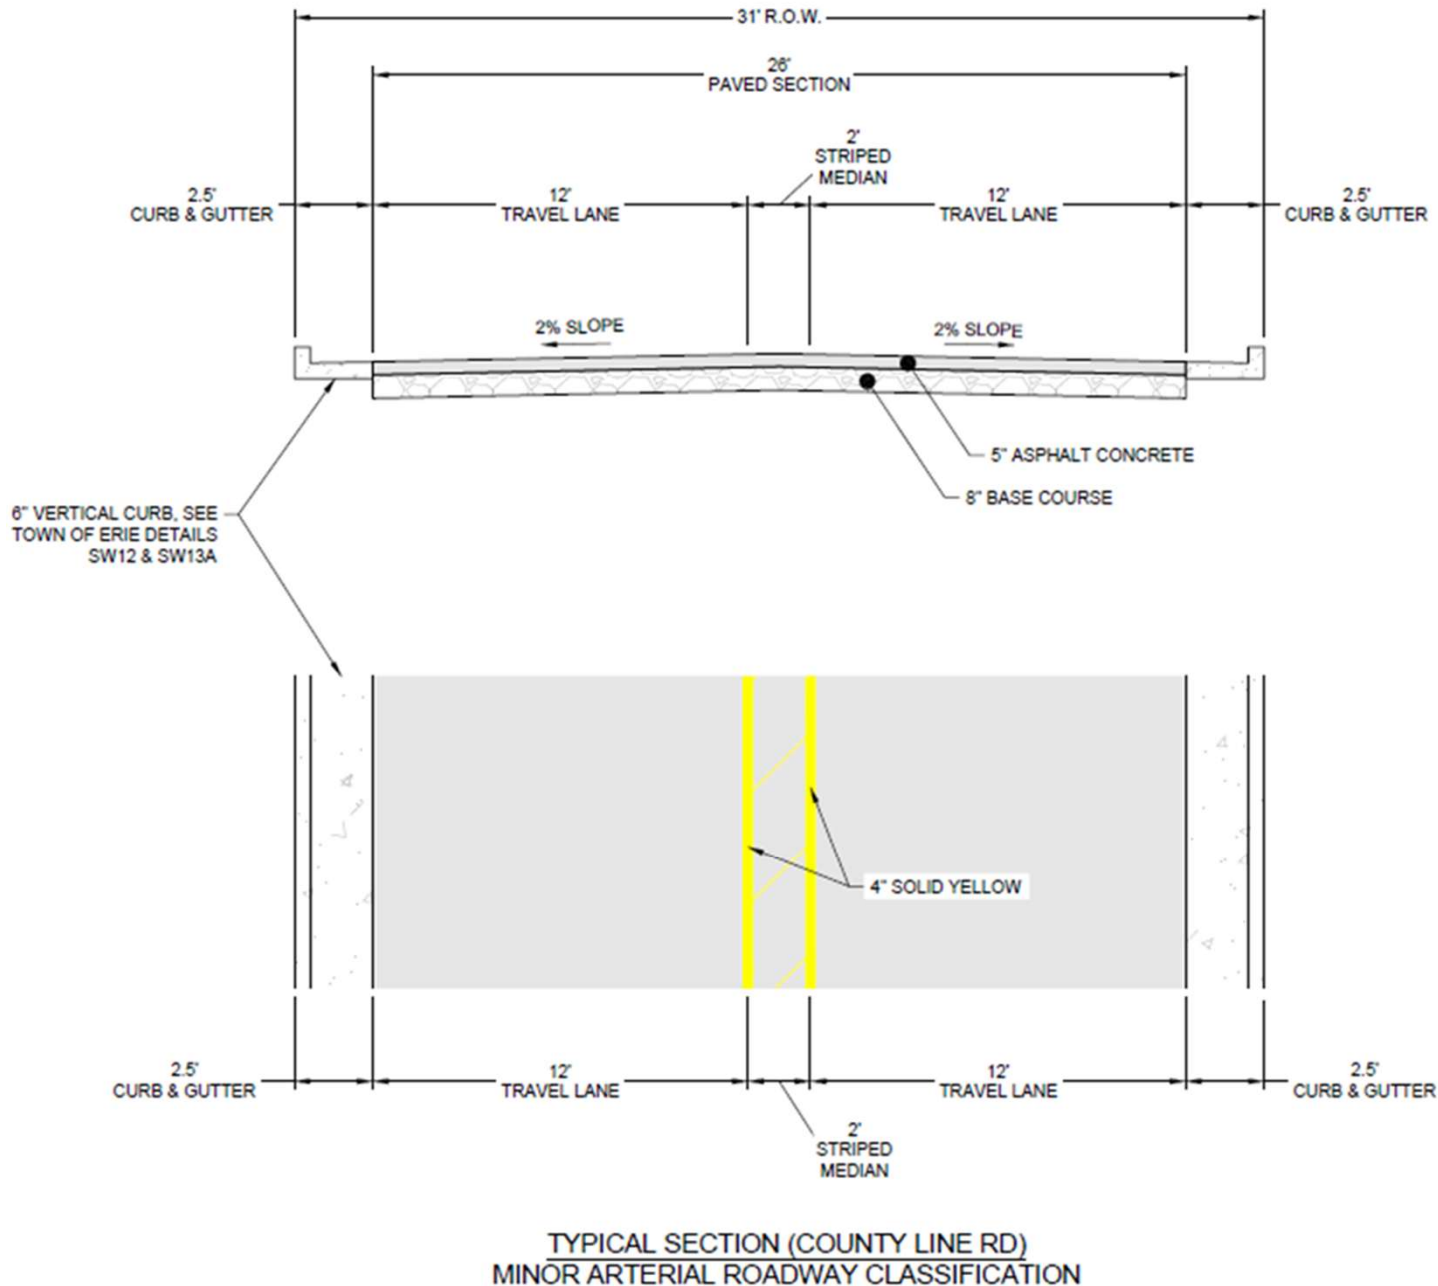 31' R.O.W.
26'
PAVED SECTION
2'
STRIPED
MEDIAN
2.5'
CURB & GUTTER
12'
TRAVEL LANE
12'
TRAVEL LANE
2.5'
CURB & GUTTER
2% SLOPE
2% SLOPE
5" ASPHALT CONCRETE
8" BASE COURSE
6" VERTICAL CURB, SEE
TOWN OF ERIE DETAILS
SW12 & SW13A
4" SOLID YELLOW
2.5'
CURB & GUTTER
12'
TRAVEL LANE
12'
TRAVEL LANE
2.5'
CURB & GUTTER
2'
STRIPED
MEDIAN
TYPICAL SECTION (COUNTY LINE RD)
MINOR ARTERIAL ROADWAY CLASSIFICATION